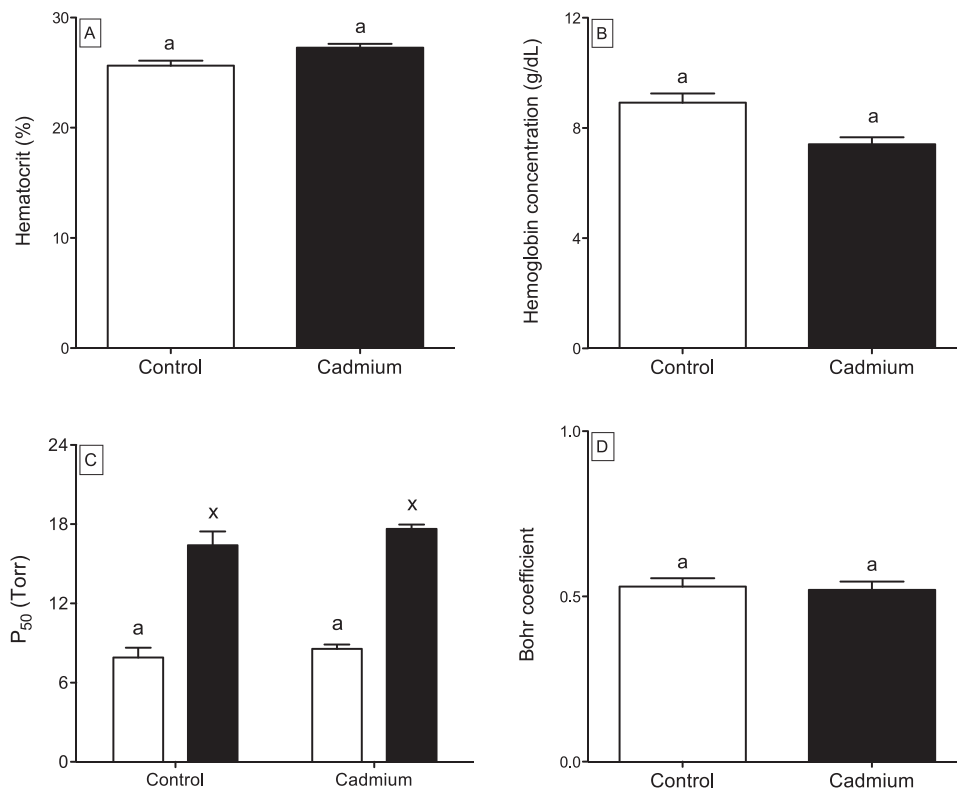 A
Hematocrit (%)
30
20
10
0
a
a
Control
Cadmium
B
Hemoglobin concentration (g/dL)
12
8
4
0
a
a
Control
Cadmium
C
P50 (Torr)
24
18
12
6
0
a
x
a
x
Control
Cadmium
D
Bohr coefficient
1.0
0.5
0.0
a
a
Control
Cadmium